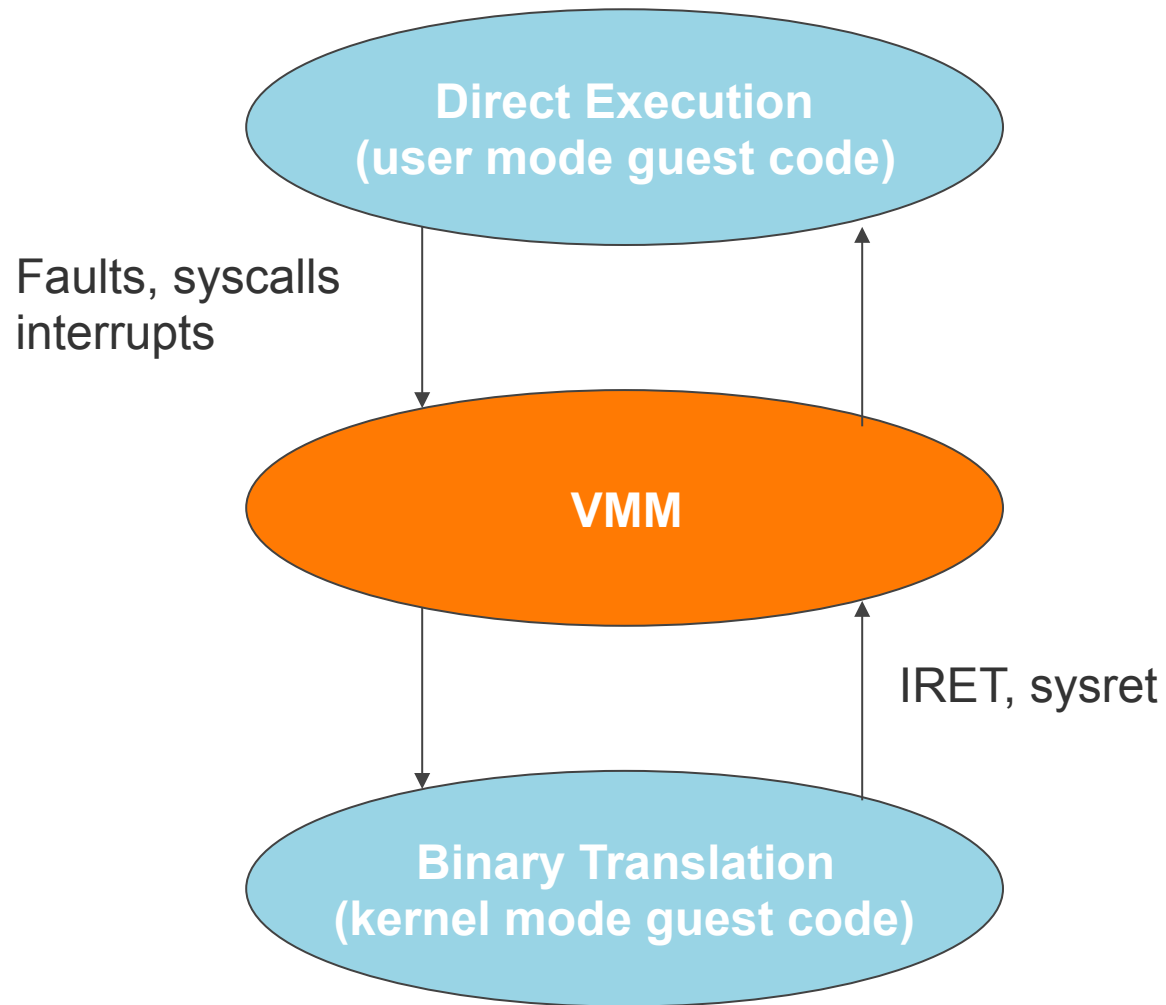 Direct Execution
(user mode guest code)
Faults, syscalls
interrupts
VMM
IRET, sysret
Binary Translation
(kernel mode guest code)